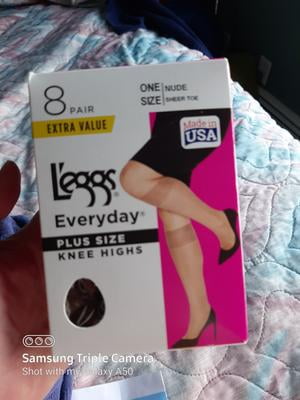 8 PAIR
EXTRA VALUE
ONE NUDE
SIZE SHEER TOE
Made in
USA
L'eggs®
Everyday®
PLUS SIZE
KNEE HIGHS
Samsung Triple Camera
Shot with my Galaxy A50